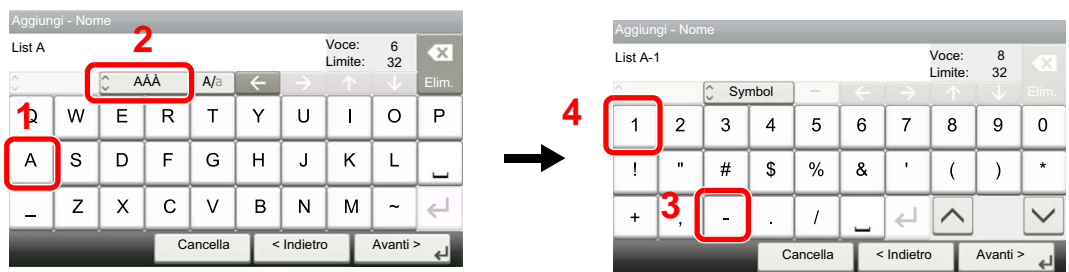 Aggiungi - Nome
List A
Voce: 6
Limite: 32
2
AÁÀ
A/a
Elim.
1
Q W E R T Y U I O P
A S D F G H J K L
_ Z X C V B N M ~
Cancella < Indietro Avanti >
Aggiungi - Nome
List A-1
Voce: 8
Limite: 32
Symbol
Elim.
4
1 2 3 4 5 6 7 8 9 0
! " # $ % & ' ( ) *
3
+ , - . /
Cancella < Indietro Avanti >